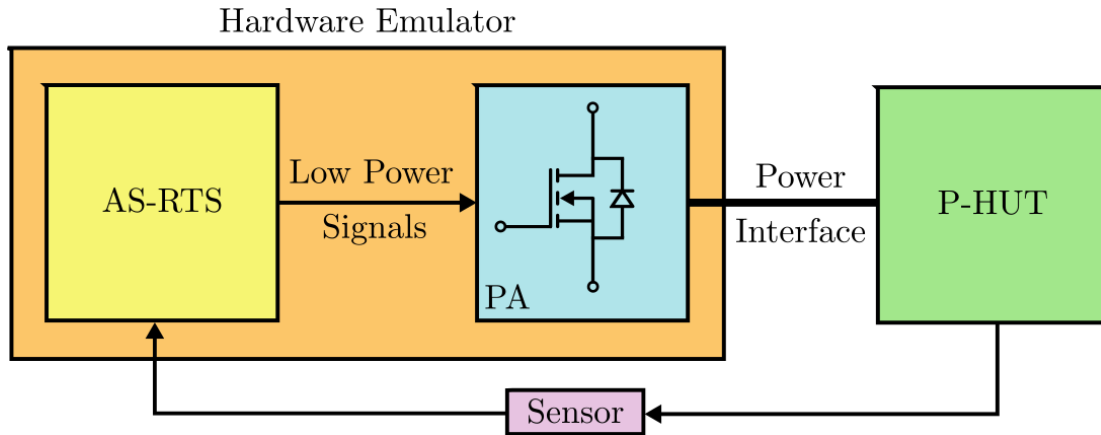 Hardware Emulator
AS-RTS
Low Power
Signals
PA
Power
Interface
P-HUT
Sensor